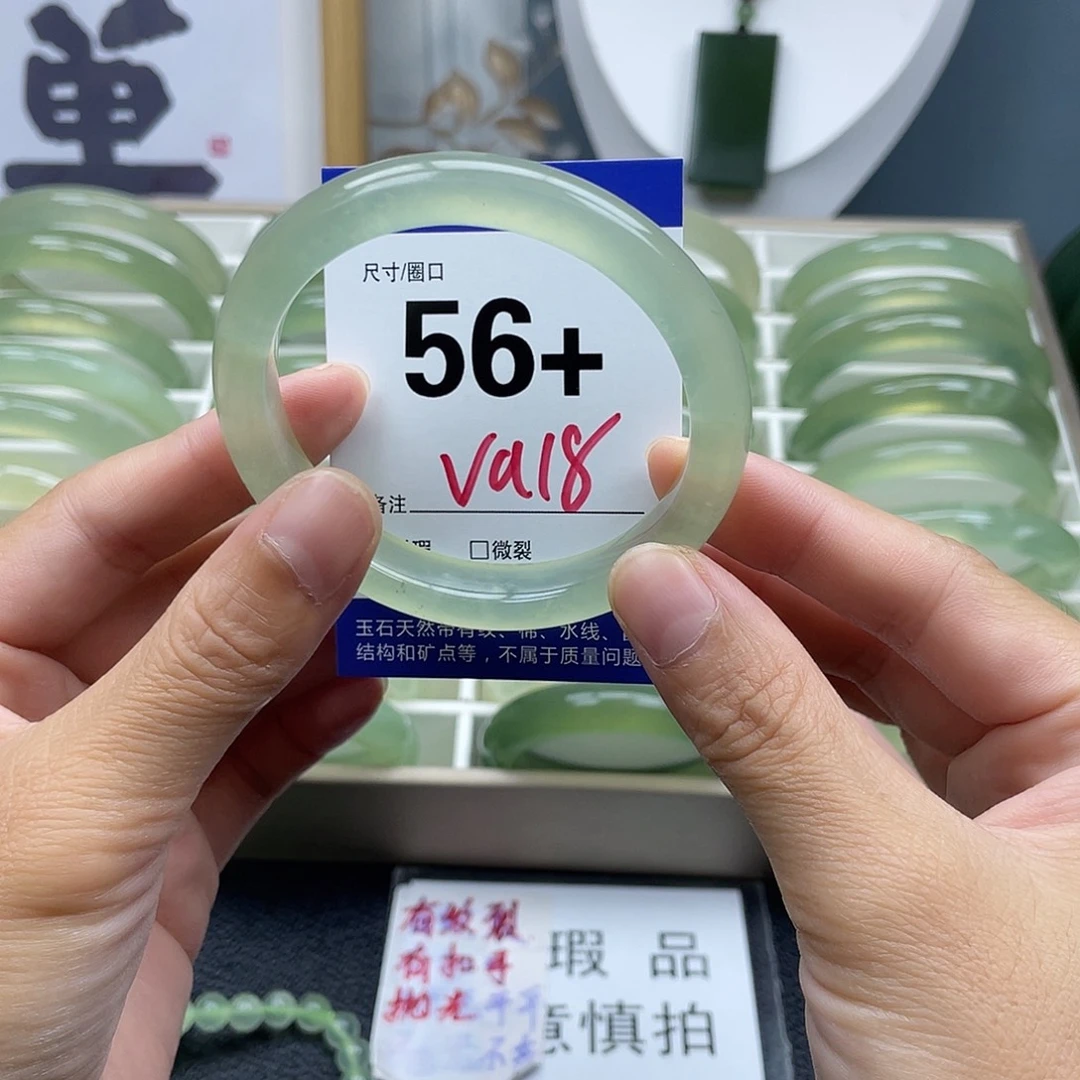 尺寸/圈口
56+
va18
备注
瑕 □微裂
玉石天然带有纹、棉、水线、
结构和矿点等，不属于质量问题
有纹裂
有扣手
抛光
瑕品
意慎拍